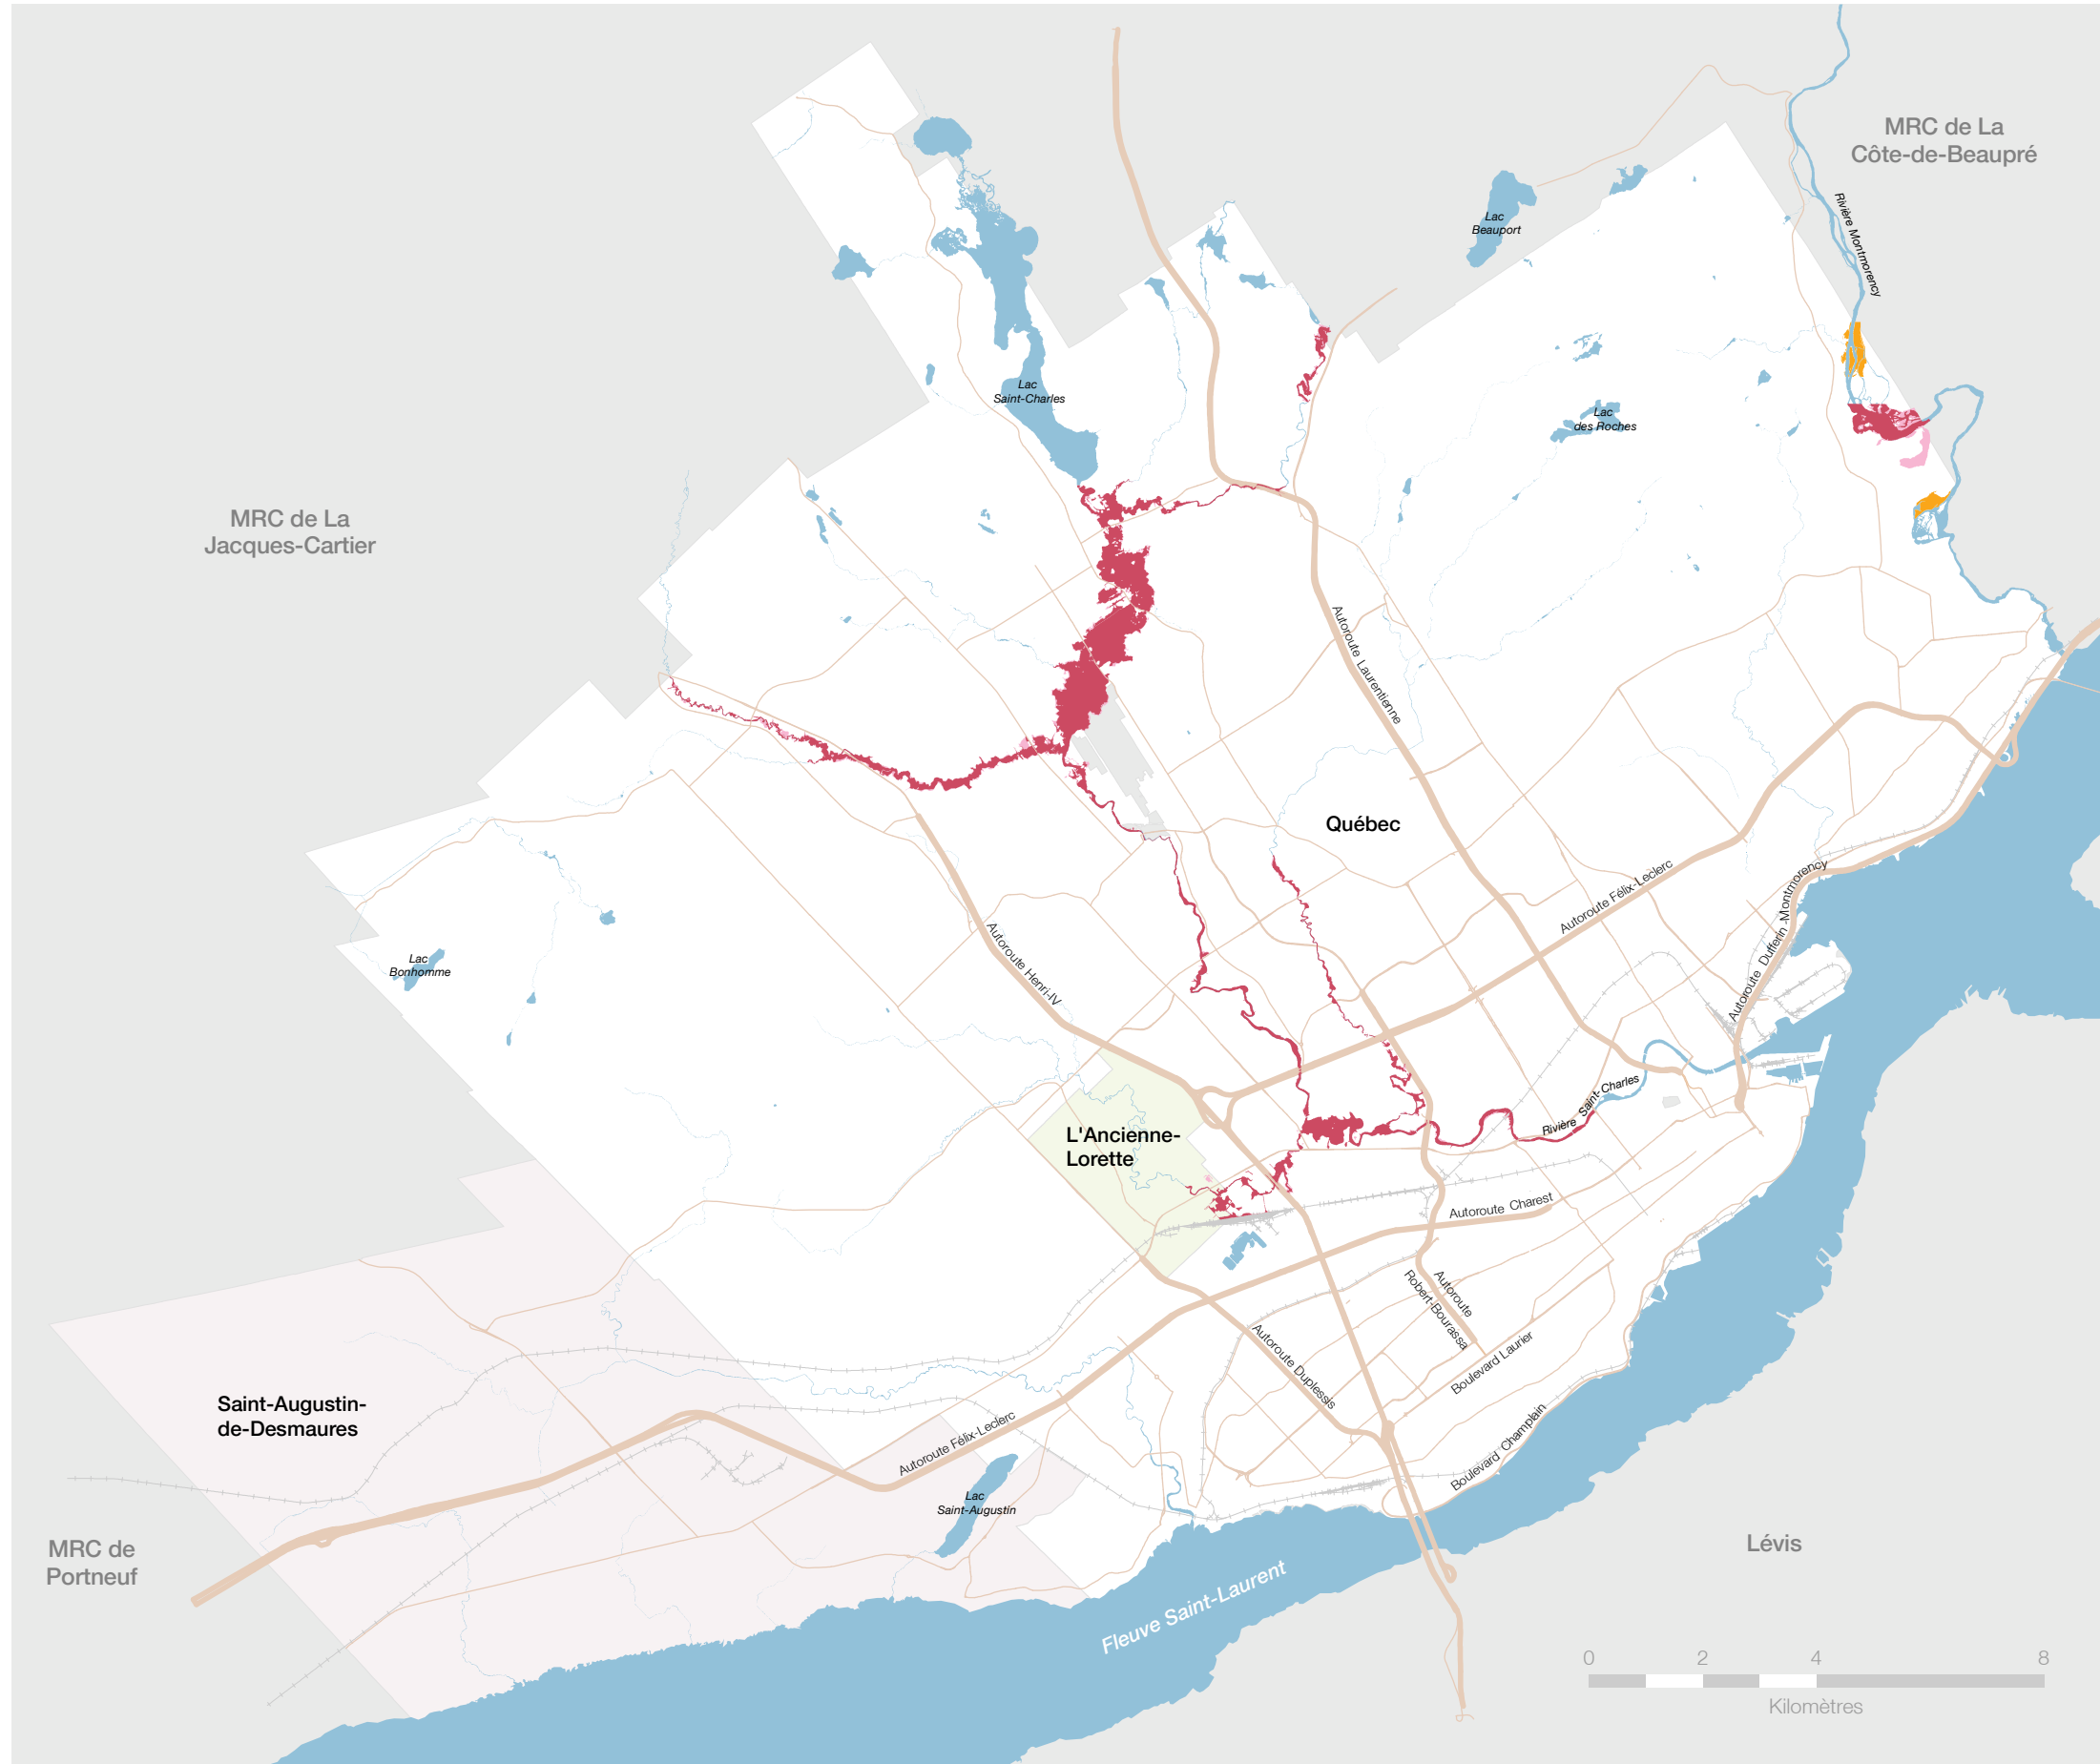 MRC de La
Côte-de-Beaupré
Rivière Montmorency
Lac
Beauport
Lac
Saint-Charles
Lac
des Roches
MRC de La
Jacques-Cartier
Autoroute Laurentienne
Québec
Autoroute Félix-Leclerc
Autoroute Dufferin -Montmorency
Lac
Bonhomme
Autoroute Henri-IV
Rivière Saint-Charles
L'Ancienne-
Lorette
Autoroute Charest
Autoroute
Robert-Bourassa
Autoroute Duplessis
Boulevard Laurier
Saint-Augustin-
de-Desmaures
Autoroute Félix-Leclerc
Boulevard Champlain
Lac
Saint-Augustin
MRC de
Portneuf
Lévis
Fleuve Saint-Laurent
0 2 4 8
Kilomètres